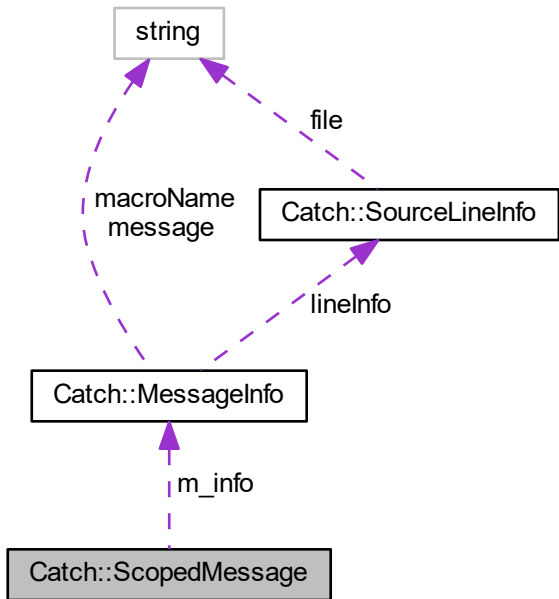 string
file
macroName
message
Catch::SourceLineInfo
lineInfo
Catch::MessageInfo
m_info
Catch::ScopedMessage